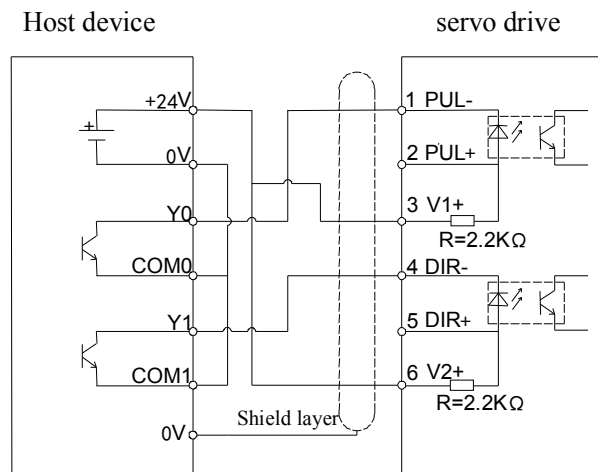 Host device
servo drive
+24V
+
0V
Y0
COM0
Y1
COM1
0V
Shield layer
1 PUL-
2 PUL+
3 V1+
R=2.2KΩ
4 DIR-
5 DIR+
6 V2+
R=2.2KΩ